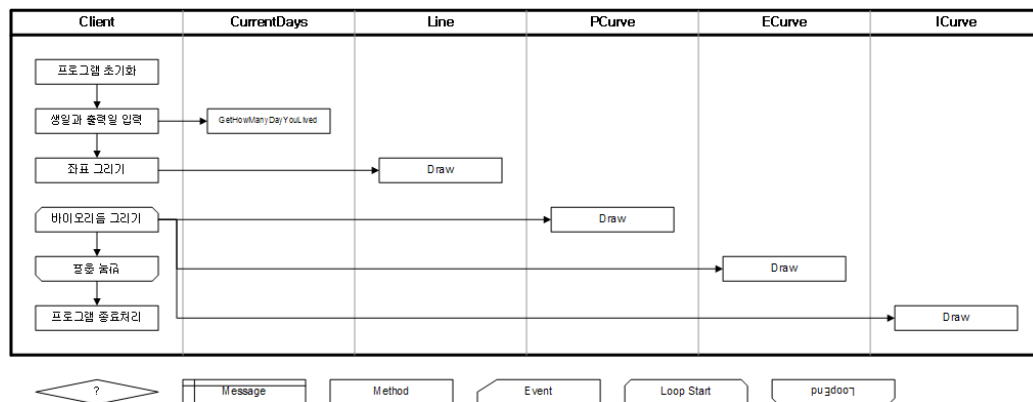 Client CurrentDays Line PCurve ECurve ICurve
프로그램 초기화
생일과 출력일 입력 GetHowManyDayYouLived
좌표 그리기 Draw
바이오리듬 그리기 Draw
Draw
프로그램 종료처리 Draw
? Message Method Event Loop Start LoopEnd